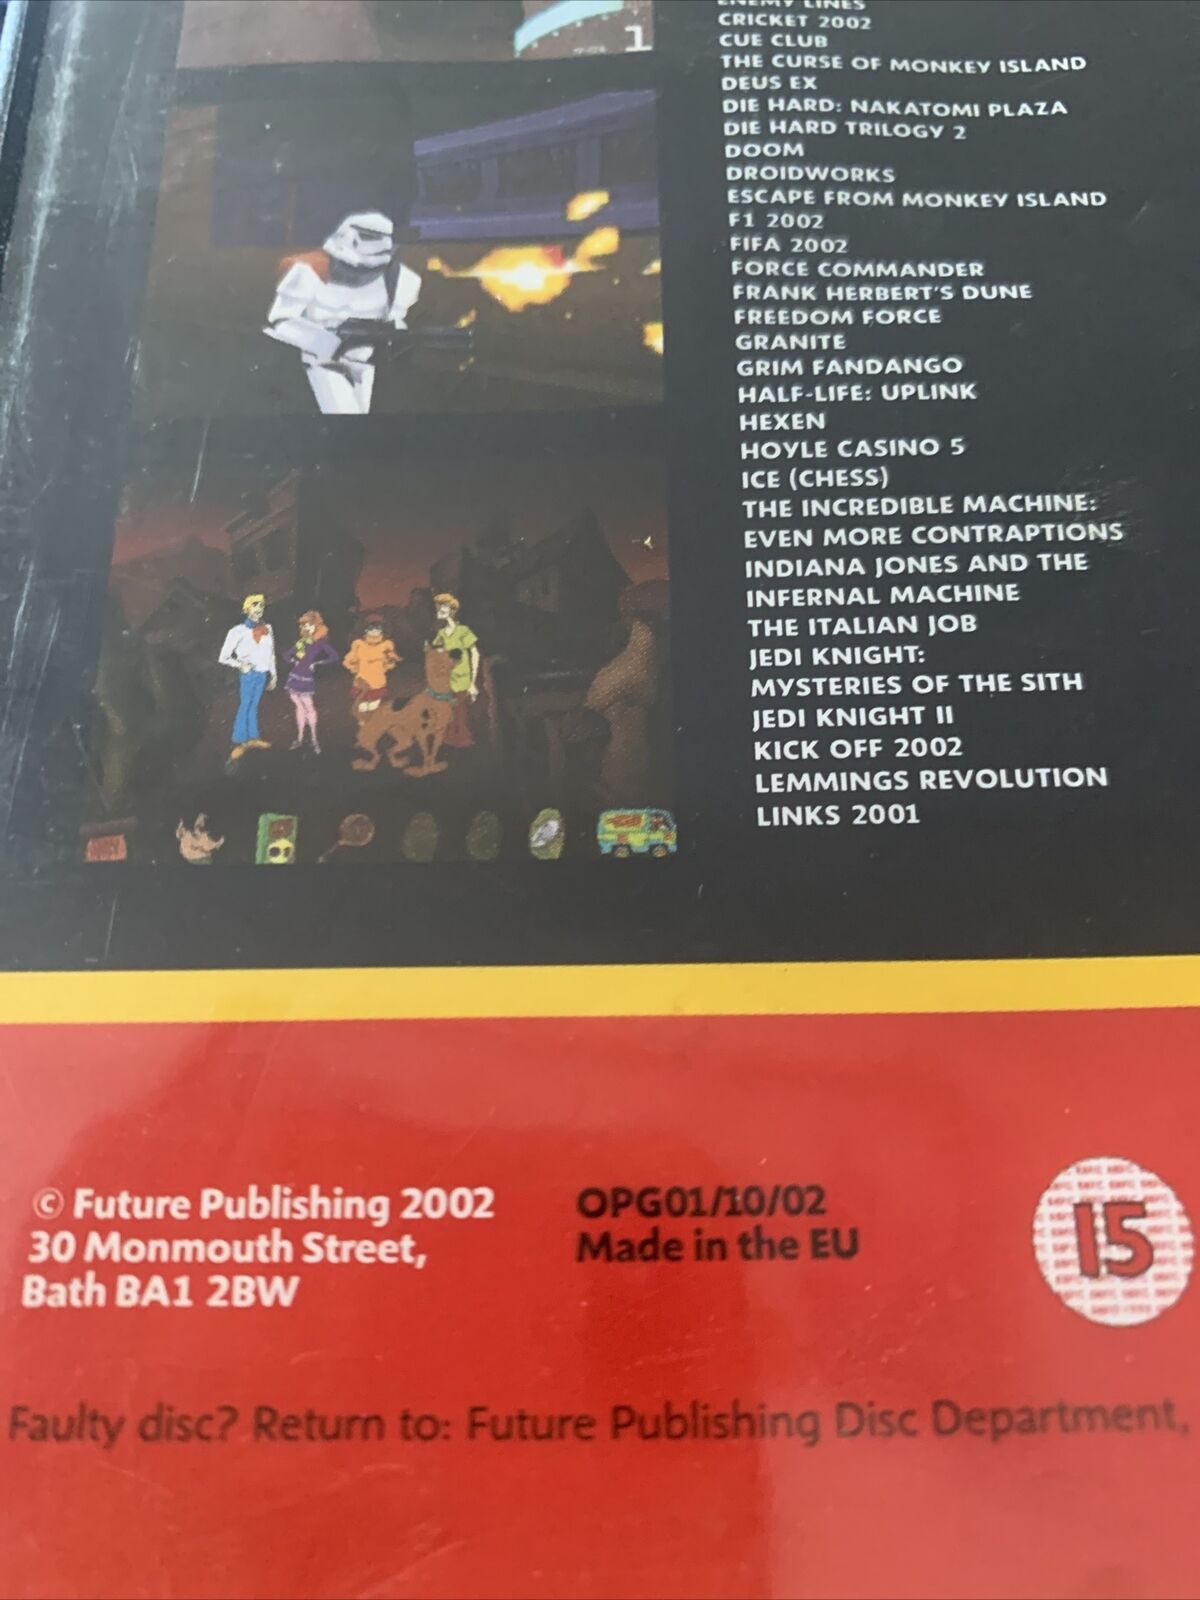 ENEMY LINES
CRICKET 2002
CUE CLUB
THE CURSE OF MONKEY ISLAND
DEUS EX
DIE HARD: NAKATOMI PLAZA
DIE HARD TRILOGY 2
DOOM
DROIDWORKS
ESCAPE FROM MONKEY ISLAND
F1 2002
FIFA 2002
FORCE COMMANDER
FRANK HERBERT'S DUNE
FREEDOM FORCE
GRANITE
GRIM FANDANGO
HALF-LIFE: UPLINK
HEXEN
HOYLE CASINO 5
ICE (CHESS)
THE INCREDIBLE MACHINE:
EVEN MORE CONTRAPTIONS
INDIANA JONES AND THE
INFERNAL MACHINE
THE ITALIAN JOB
JEDI KNIGHT:
MYSTERIES OF THE SITH
JEDI KNIGHT II
KICK OFF 2002
LEMMINGS REVOLUTION
LINKS 2001
1
© Future Publishing 2002
30 Monmouth Street,
Bath BA1 2BW
OPG01/10/02
Made in the EU
15
Faulty disc? Return to: Future Publishing Disc Department,